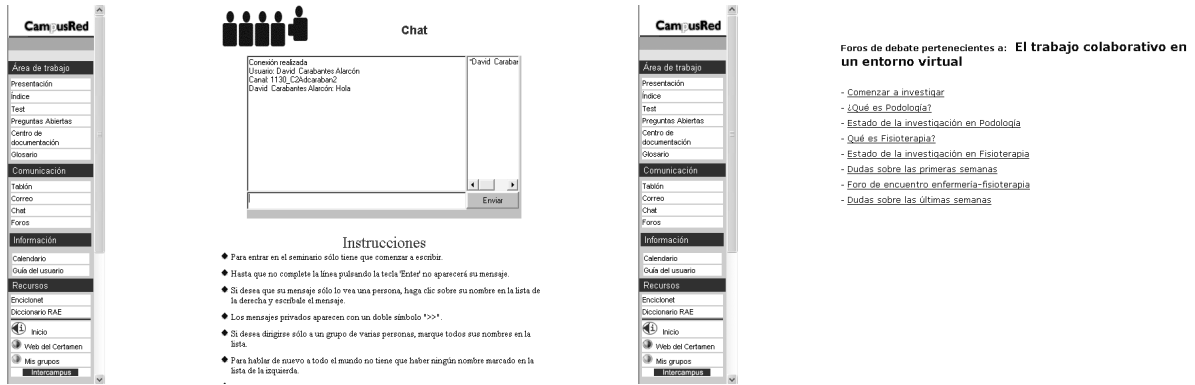 CampusRed
Área de trabajo
Presentación
Índice
Test
Preguntas Abiertas
Centro de
documentación
Glosario
Comunicación
Tablón
Correo
Chat
Foros
Información
Calendario
Guía del usuario
Recursos
Enciclonet
Diccionario RAE
Inicio
Web del Certamen
Mis grupos
Intercampus
Chat
Conexión realizada
Usuario: David Carabantes Alarcón
Canal: 1130_C2Adcaraban2
David Carabantes Alarcón: Hola
*David Caraban
Enviar
Instrucciones
◆ Para entrar en el seminario sólo tiene que comenzar a escribir.
◆ Hasta que no complete la línea pulsando la tecla 'Enter' no aparecerá su mensaje.
◆ Si desea que su mensaje sólo lo vea una persona, haga clic sobre su nombre en la lista de
la derecha y escríbale el mensaje.
◆ Los mensajes privados aparecen con un doble símbolo ">>".
◆ Si desea dirigirse sólo a un grupo de varias personas, marque todos sus nombres en la
lista.
◆ Para hablar de nuevo a todo el mundo no tiene que haber ningún nombre marcado en la
lista de la izquierda.
CampusRed
Área de trabajo
Presentación
Índice
Test
Preguntas Abiertas
Centro de
documentación
Glosario
Comunicación
Tablón
Correo
Chat
Foros
Información
Calendario
Guía del usuario
Recursos
Enciclonet
Diccionario RAE
Inicio
Web del Certamen
Mis grupos
Intercampus
Foros de debate pertenecientes a: El trabajo colaborativo en
un entorno virtual
- Comenzar a investigar
- ¿Qué es Podología?
- Estado de la investigación en Podología
- Qué es Fisioterapia?
- Estado de la investigación en Fisioterapia
- Dudas sobre las primeras semanas
- Foro de encuentro enfermería-fisioterapia
- Dudas sobre las últimas semanas